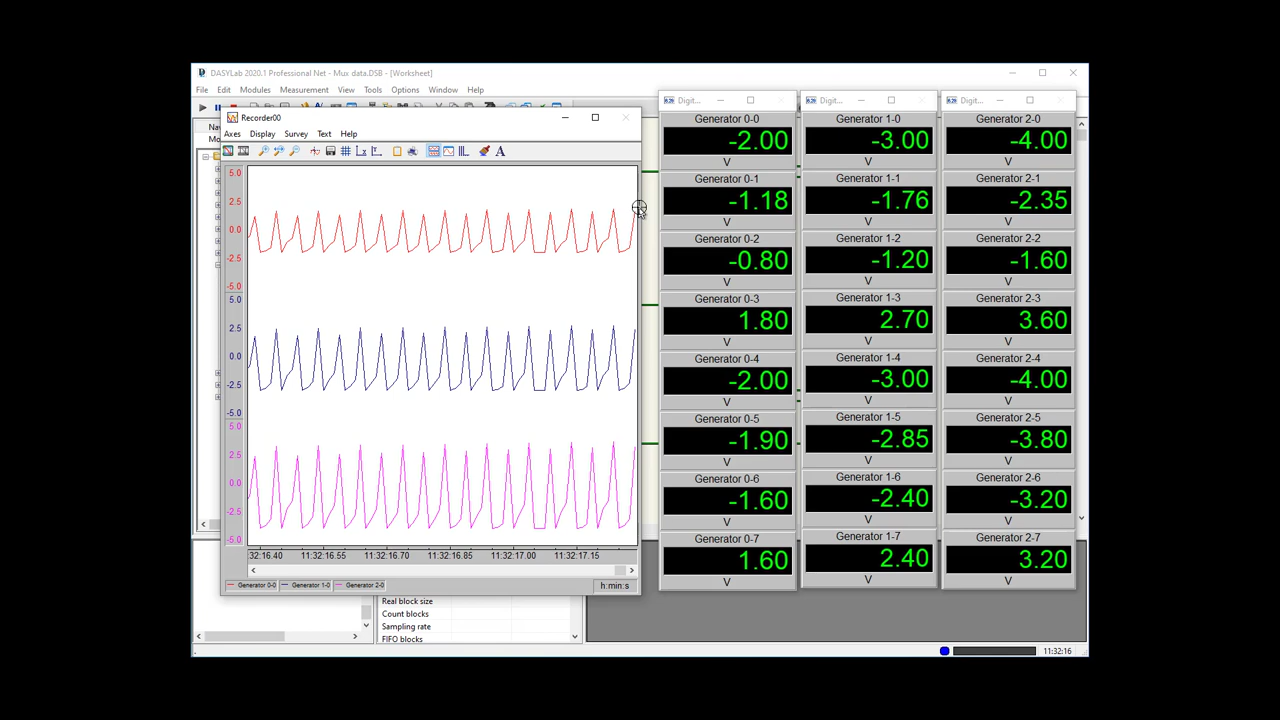 DASYLab 2020.1 Professional Net - Mux data.DSB - [Worksheet]
File Edit Modules Measurement View Tools Options Window Help
Recorder00
Axes Display Survey Text Help
5.0
2.5
0.0
-2.5
-5.0
5.0
2.5
0.0
-2.5
-5.0
5.0
2.5
0.0
-2.5
-5.0
:32:16.40 11:32:16.55 11:32:16.70 11:32:16.85 11:32:17.00 11:32:17.15
h:min:s
Generator 0-0 Generator 1-0 Generator 2-0
Digit... Digit... Digit...
Generator 0-0 Generator 1-0 Generator 2-0
-2.00 -3.00 -4.00
V V V
Generator 0-1 Generator 1-1 Generator 2-1
-1.18 -1.76 -2.35
V V V
Generator 0-2 Generator 1-2 Generator 2-2
-0.80 -1.20 -1.60
V V V
Generator 0-3 Generator 1-3 Generator 2-3
1.80 2.70 3.60
V V V
Generator 0-4 Generator 1-4 Generator 2-4
-2.00 -3.00 -4.00
V V V
Generator 0-5 Generator 1-5 Generator 2-5
-1.90 -2.85 -3.80
V V V
Generator 0-6 Generator 1-6 Generator 2-6
-1.60 -2.40 -3.20
V V V
Generator 0-7 Generator 1-7 Generator 2-7
1.60 2.40 3.20
V V V
Real block size
Count blocks
Sampling rate
FIFO blocks
11:32:16